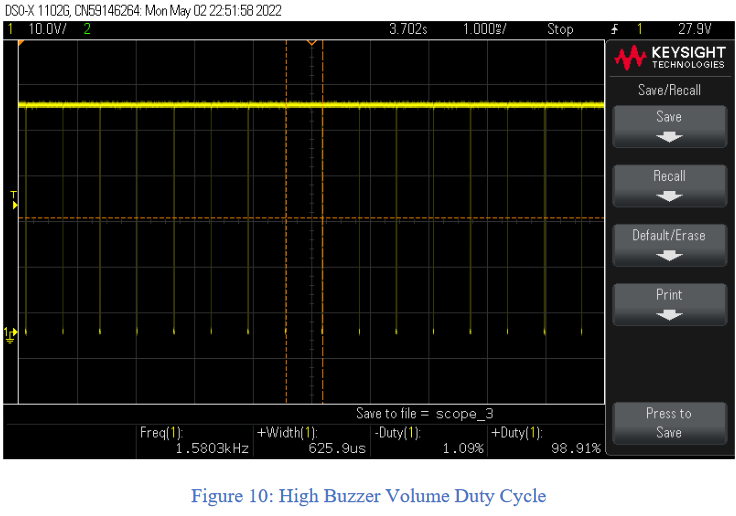 DSO-X 1102G, CN59146264: Mon May 02 22:51:58 2022
1 10.0V/ 2 3.702s 1.000s/ Stop 1 27.9V
KEYSIGHT
TECHNOLOGIES
Save/Recall
Save
Recall
T
Default/Erase
Print
1
Save to file = scope_3
Press to
Save
Freq(1): +Width(1): -Duty(1): +Duty(1):
1.5803kHz 625.9us 1.09% 98.91%
Figure 10: High Buzzer Volume Duty Cycle